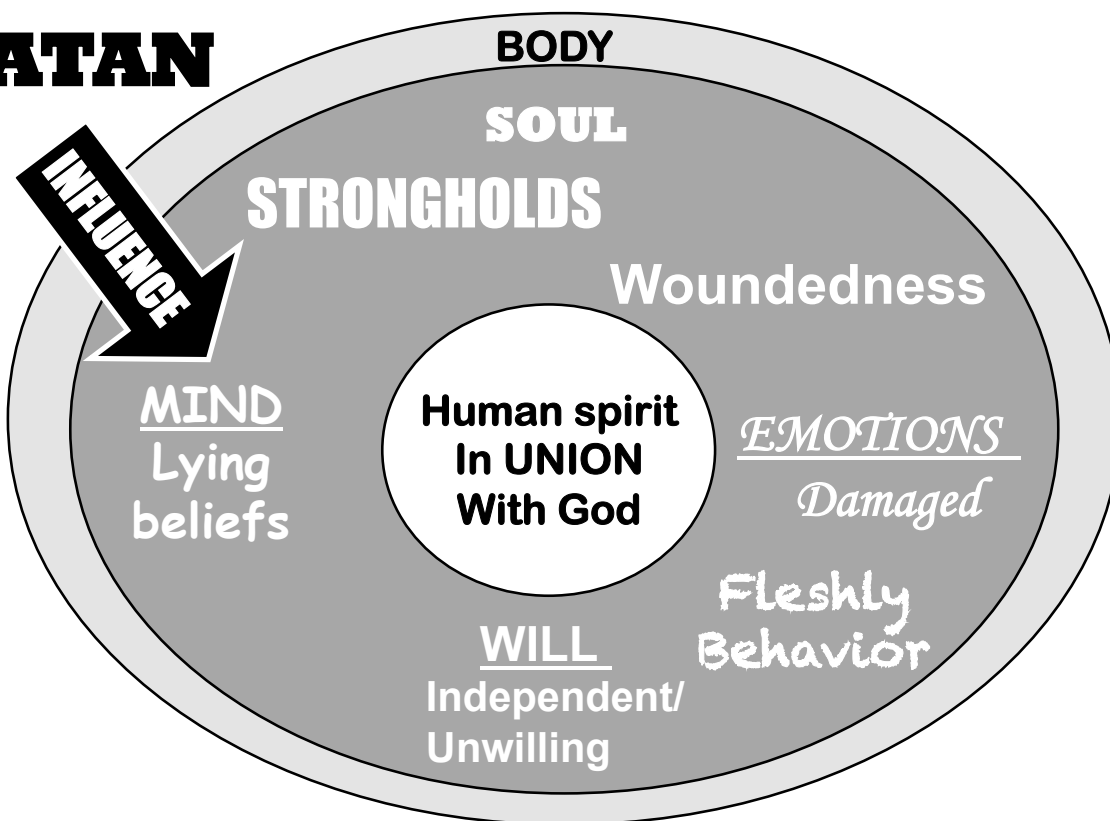 ATAN
BODY
SOUL
STRONGHOLDS
INFLUENCE
Woundedness
MIND
Lying
beliefs
Human spirit
In UNION
With God
EMOTIONS
Damaged
Fleshly
Behavior
WILL
Independent/
Unwilling